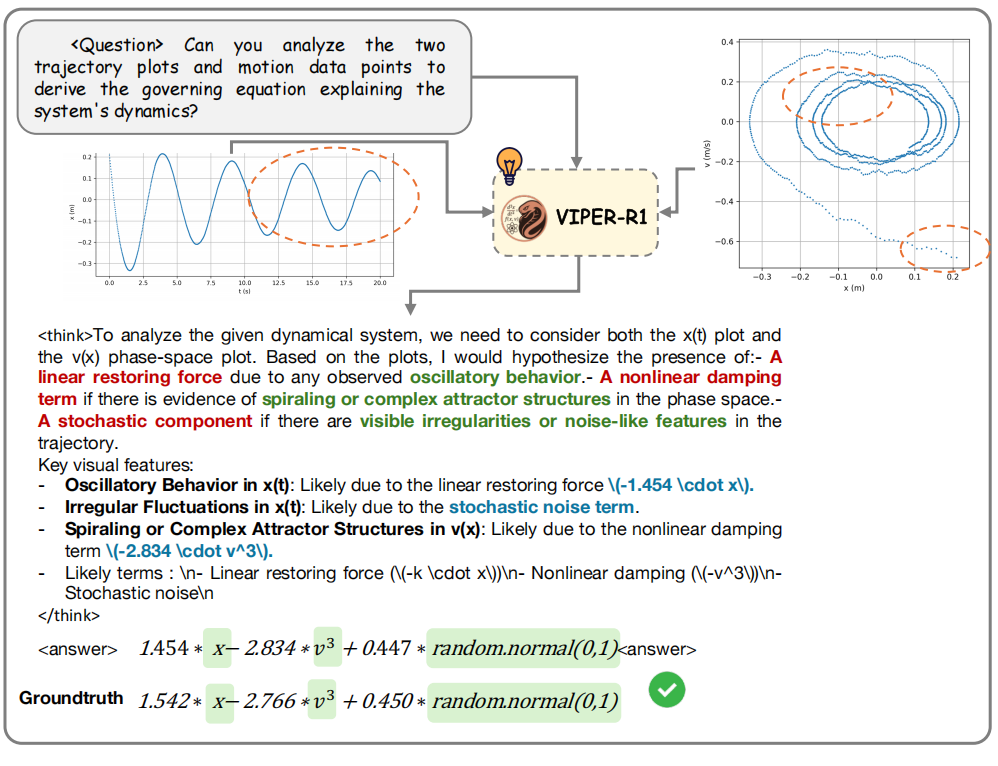 <Question> Can you analyze the two
trajectory plots and motion data points to
derive the governing equation explaining the
system's dynamics?
0.2
0.1
0.0
−0.1
−0.2
−0.3
x (m)
0.0 2.5 5.0 7.5 10.0 12.5 15.0 17.5 20.0
t (s)
VIPER-R1
0.4
0.2
0.0
−0.2
−0.4
−0.6
v (m/s)
−0.3 −0.2 −0.1 0.0 0.1 0.2
x (m)
<think>To analyze the given dynamical system, we need to consider both the x(t) plot and
the v(x) phase-space plot. Based on the plots, I would hypothesize the presence of:- A
linear restoring force due to any observed oscillatory behavior.- A nonlinear damping
term if there is evidence of spiraling or complex attractor structures in the phase space.-
A stochastic component if there are visible irregularities or noise-like features in the
trajectory.
Key visual features:
- Oscillatory Behavior in x(t): Likely due to the linear restoring force \(-1.454 \cdot x\).
- Irregular Fluctuations in x(t): Likely due to the stochastic noise term.
- Spiraling or Complex Attractor Structures in v(x): Likely due to the nonlinear damping
term \(-2.834 \cdot v^3\).
- Likely terms : \n- Linear restoring force (\(-k \cdot x\))\n- Nonlinear damping (\(-v^3\))\n-
Stochastic noise\n
</think>
<answer> 1.454 * x− 2.834 * v³ + 0.447 * random.normal(0,1)<answer>
Groundtruth 1.542 * x− 2.766 * v³ + 0.450 * random.normal(0,1)